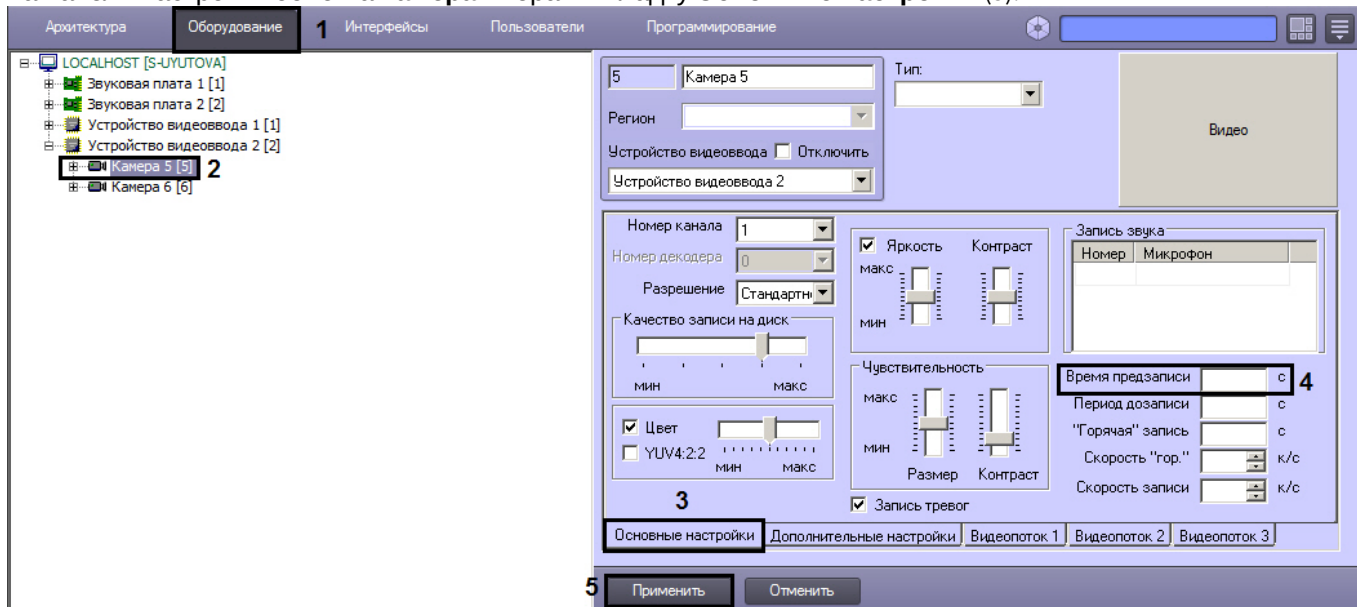 Архитектура Оборудование 1 Интерфейсы Пользователи Программирование
LOCALHOST [S-UYUTOVA]
Звуковая плата 1 [1]
Звуковая плата 2 [2]
Устройство видеоввода 1 [1]
Устройство видеоввода 2 [2]
Камера 5 [5] 2
Камера 6 [6]
5 Камера 5 Тип:
Регион
Устройство видеоввода Отключить
Устройство видеоввода 2
Видео
Номер канала 1
Номер декодера 0
Разрешение Стандартн
Качество записи на диск
мин макс
Цвет
YUV4:2:2
мин макс
Яркость Контраст
макс
мин
Чувствительность
макс
мин
Размер Контраст
Запись тревог
Запись звука
Номер Микрофон
Время предзаписи с 4
Период дозаписи с
"Горячая" запись с
Скорость "гор." к/с
Скорость записи к/с
3
Основные настройки Дополнительные настройки Видеопоток 1 Видеопоток 2 Видеопоток 3
5 Применить Отменить